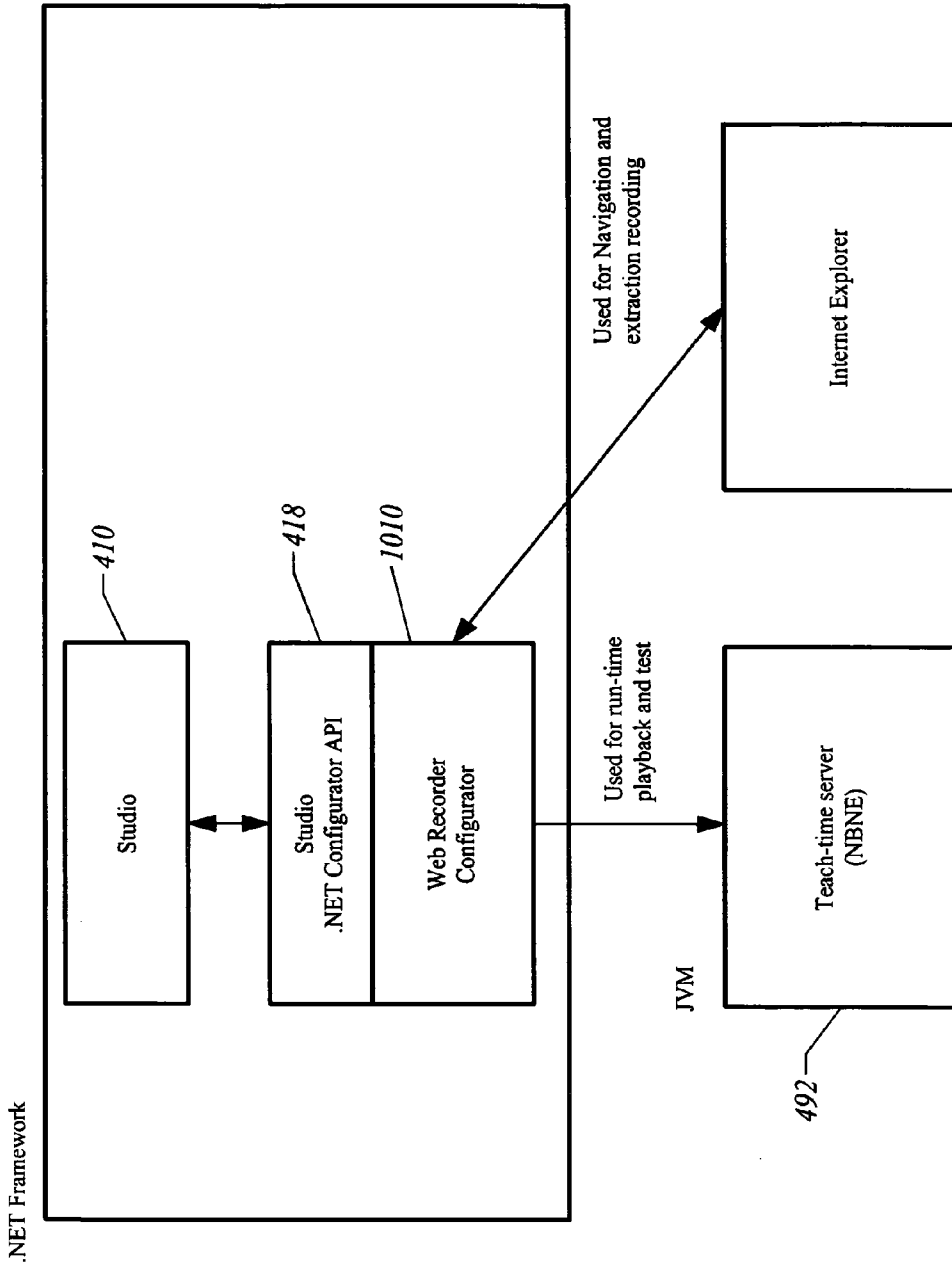 .NET Framework
Studio
410
Studio
.NET Configurator API
418
Web Recorder
Configurator
1010
Used for run-time
playback and test
Used for Navigation and
extraction recording
JVM
Teach-time server
(NBNE)
492
Internet Explorer